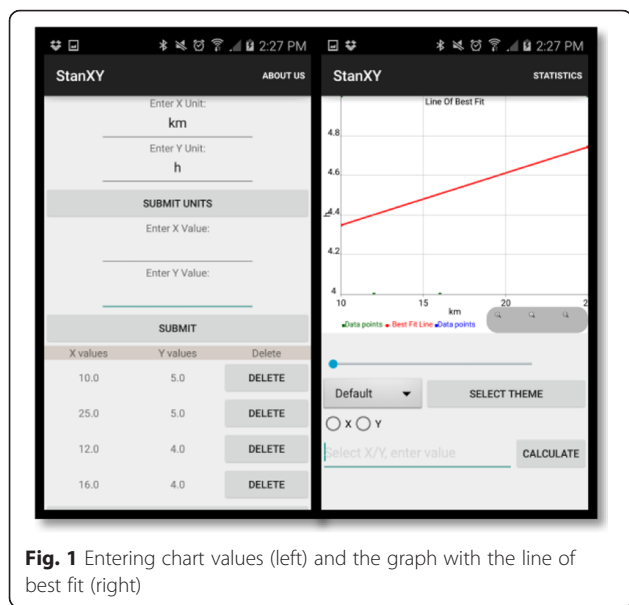 2:27 PM
StanXY ABOUT US
Enter X Unit:
km
Enter Y Unit:
h
SUBMIT UNITS
Enter X Value:
Enter Y Value:
SUBMIT
X values Y values Delete
10.0 5.0 DELETE
25.0 5.0 DELETE
12.0 4.0 DELETE
16.0 4.0 DELETE
2:27 PM
StanXY STATISTICS
Line Of Best Fit
4.8
4.6
4.4
h
4.2
4
10 15 20 2
km
Data points Best Fit Line Data points
Default SELECT THEME
X Y
Select X/Y, enter value CALCULATE
Fig. 1 Entering chart values (left) and the graph with the line of
best fit (right)